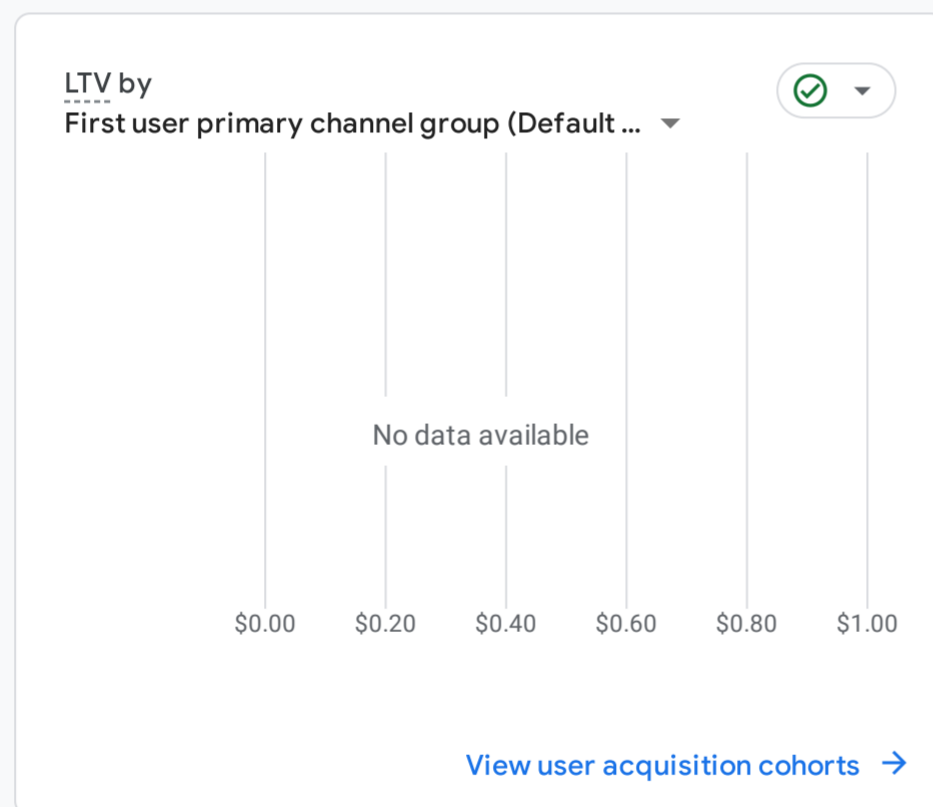 LTV by
First user primary channel group (Default ...
No data available
$0.00 $0.20 $0.40 $0.60 $0.80 $1.00
View user acquisition cohorts